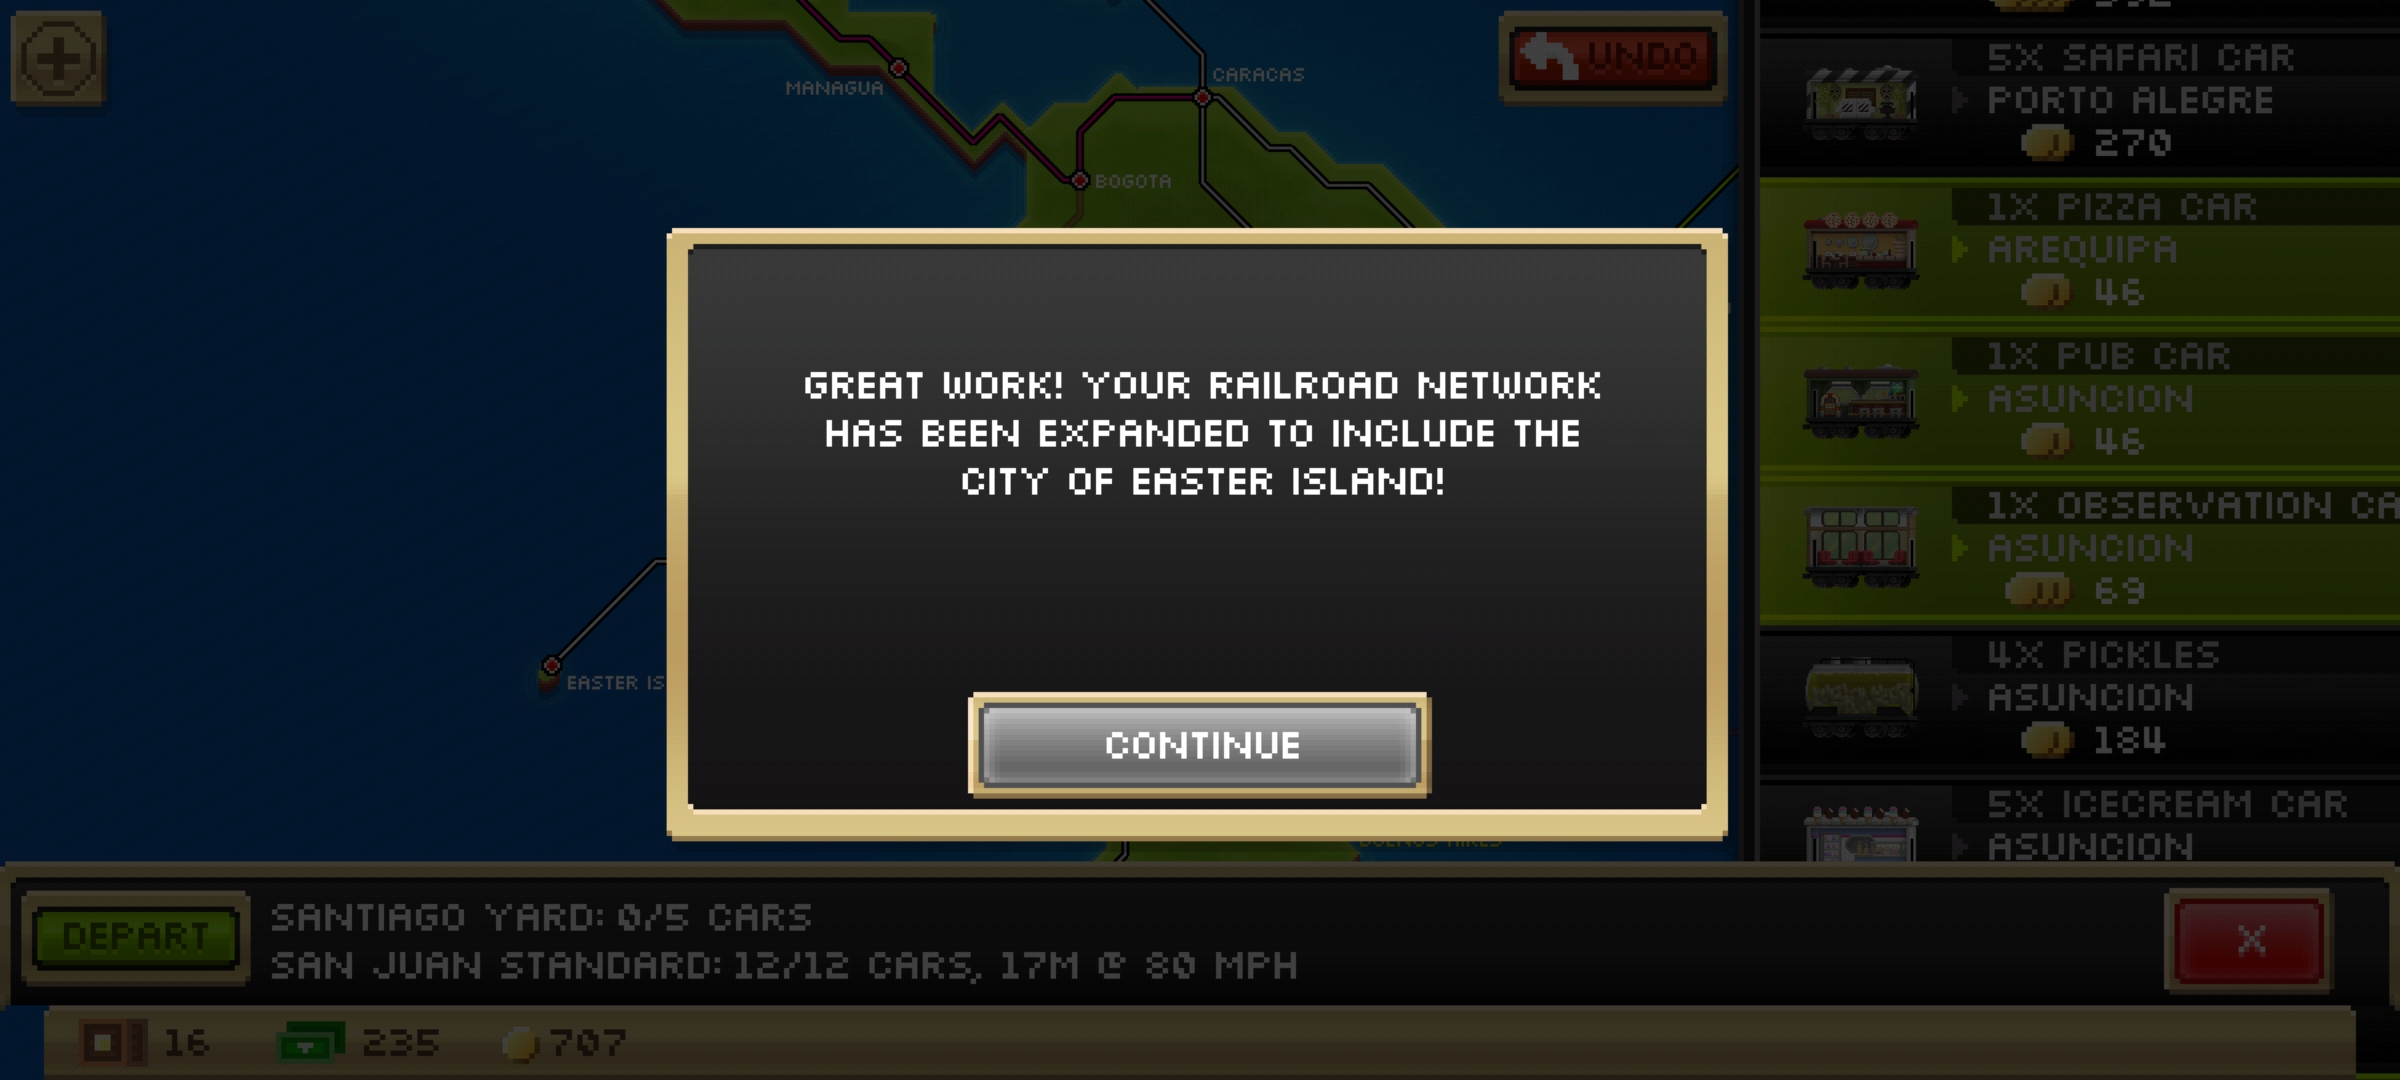 UNDO
MANAGUA
CARACAS
BOGOTA
EASTER IS
GREAT WORK! YOUR RAILROAD NETWORK
HAS BEEN EXPANDED TO INCLUDE THE
CITY OF EASTER ISLAND!
CONTINUE
BUENOS AIRES
5X SAFARI CAR
PORTO ALEGRE
270
1X PIZZA CAR
AREQUIPA
46
1X PUB CAR
ASUNCION
46
1X OBSERVATION CA
ASUNCION
69
4X PICKLES
ASUNCION
184
5X ICECREAM CAR
ASUNCION
DEPART
SANTIAGO YARD: 0/5 CARS
SAN JUAN STANDARD: 12/12 CARS, 17M @ 80 MPH
X
16
235
707